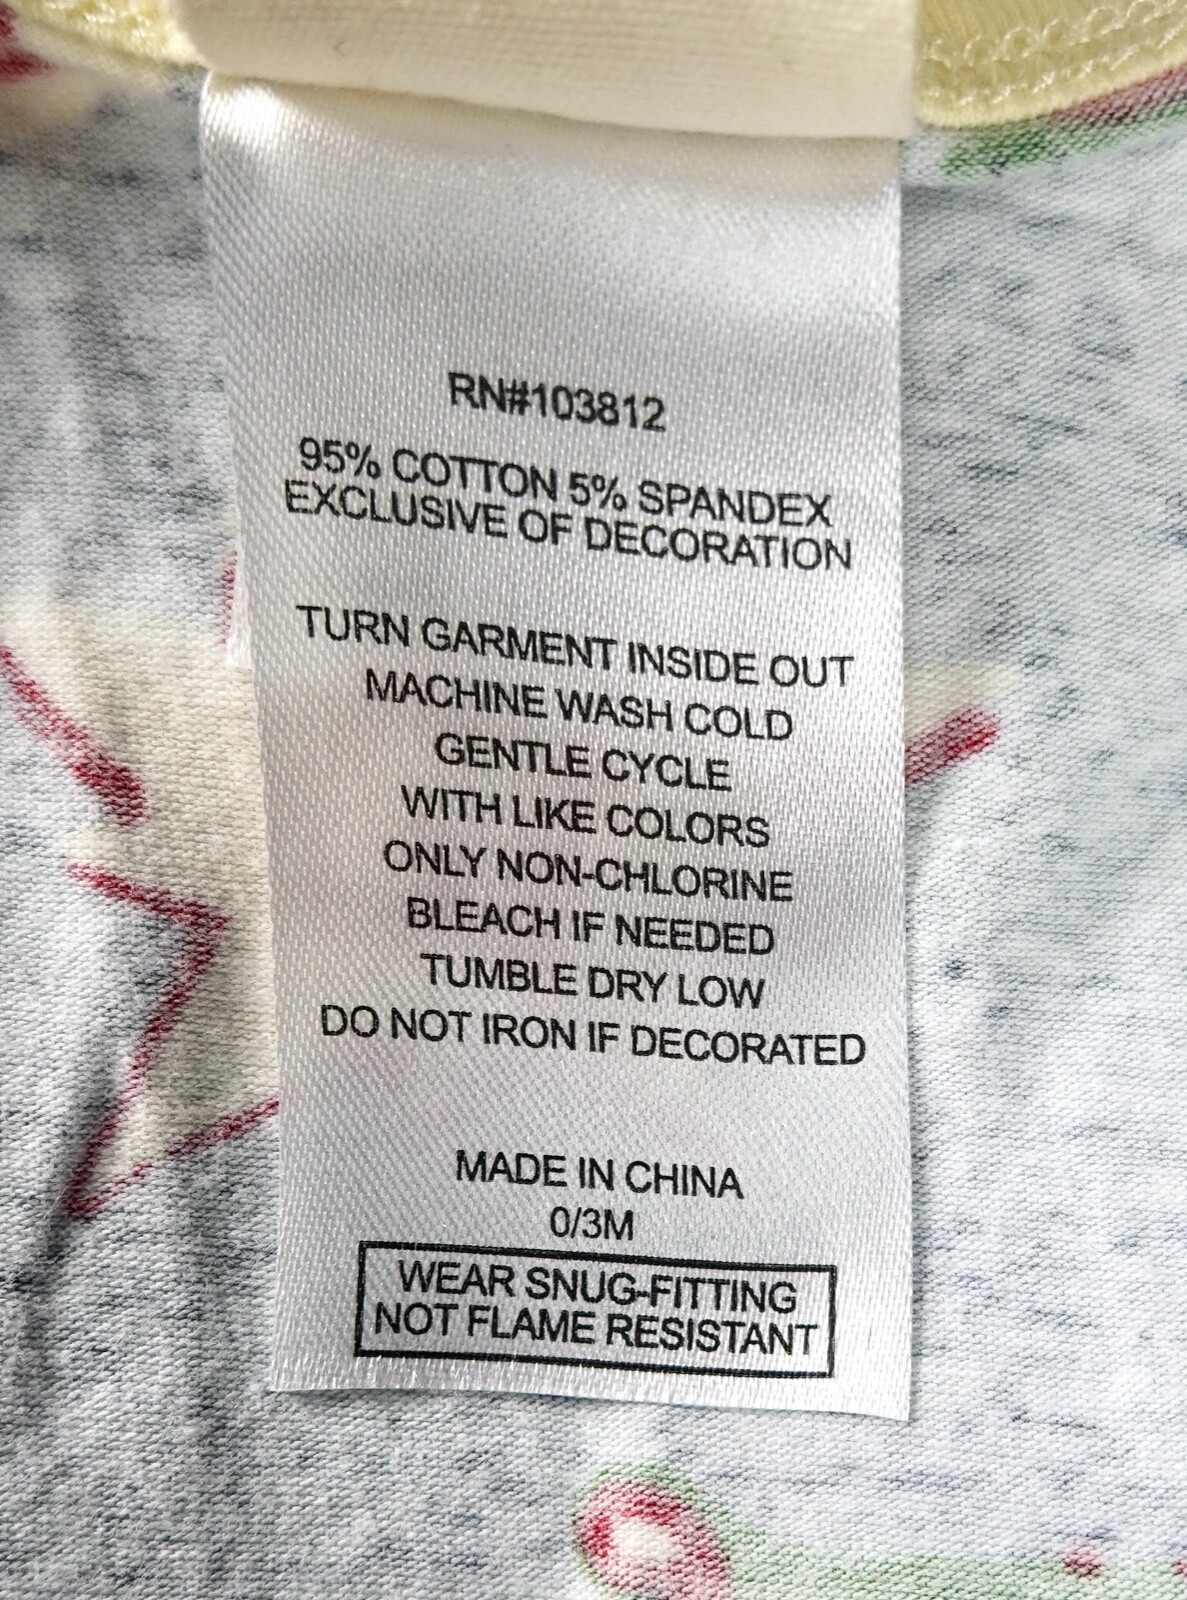 RN#103812
95% COTTON 5% SPANDEX
EXCLUSIVE OF DECORATION
TURN GARMENT INSIDE OUT
MACHINE WASH COLD
GENTLE CYCLE
WITH LIKE COLORS
ONLY NON-CHLORINE
BLEACH IF NEEDED
TUMBLE DRY LOW
DO NOT IRON IF DECORATED
MADE IN CHINA
0/3M
WEAR SNUG-FITTING
NOT FLAME RESISTANT